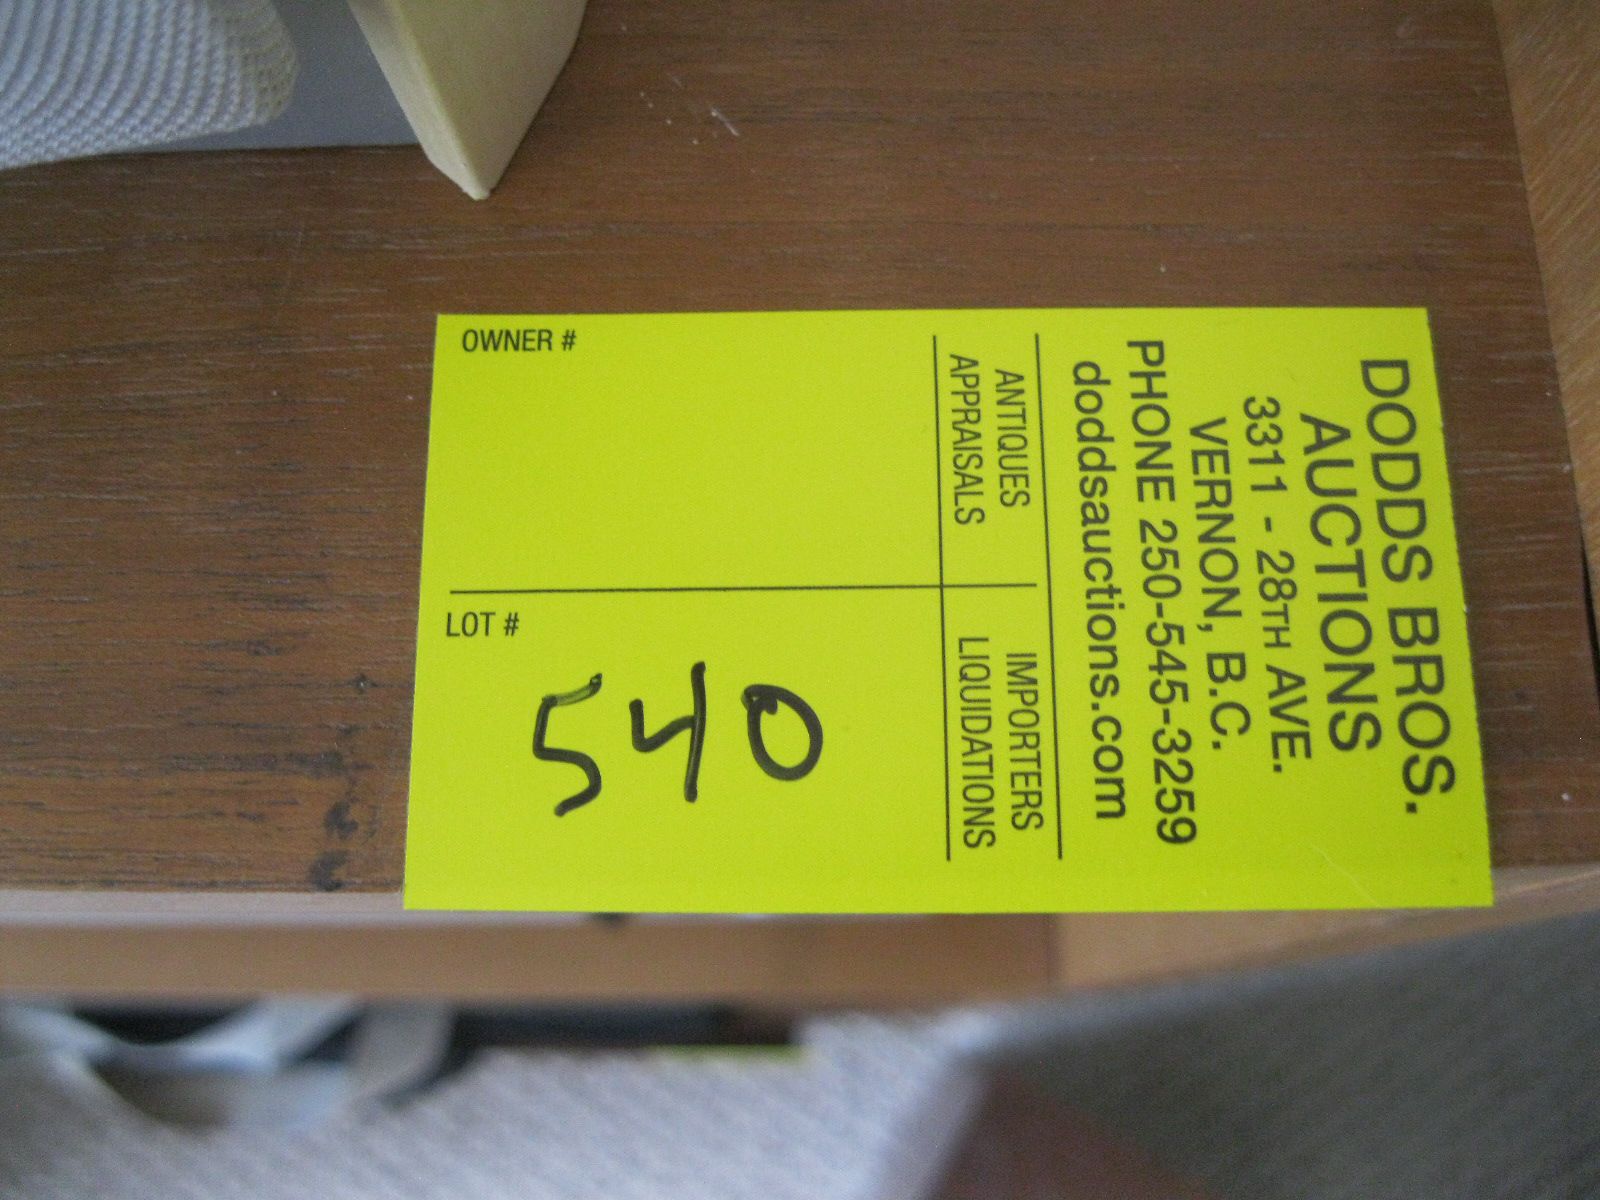 DODDS BROS.
AUCTIONS
3311 - 28TH AVE.
VERNON, B.C.
PHONE 250-545-3259
doddsauctions.com
ANTIQUES
APPRAISALS
IMPORTERS
LIQUIDATIONS
OWNER #
LOT #
540